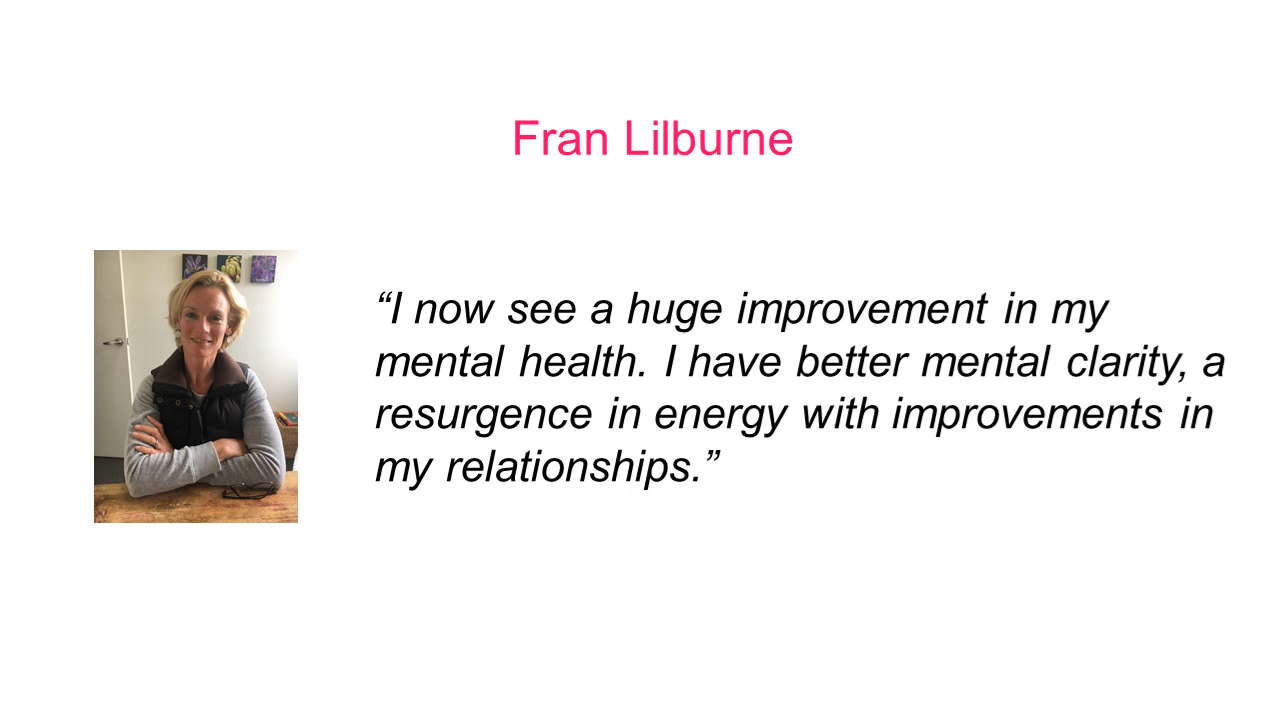 Fran Lilburne
“I now see a huge improvement in my
mental health. I have better mental clarity, a
resurgence in energy with improvements in
my relationships.”